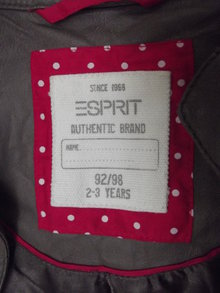 SINCE 1968
ESPRIT
AUTHENTIC BRAND
NAME
92/98
2-3 YEARS